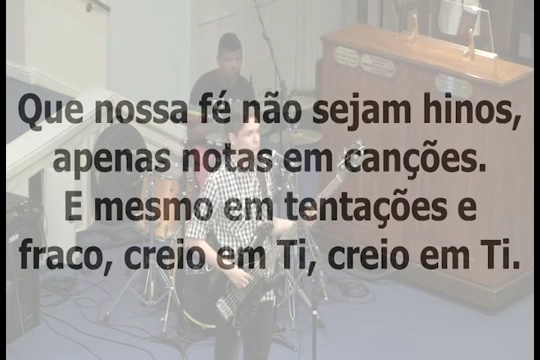 Que nossa fé não sejam hinos,
apenas notas em canções.
E mesmo em tentações e
fraco, creio em Ti, creio em Ti.